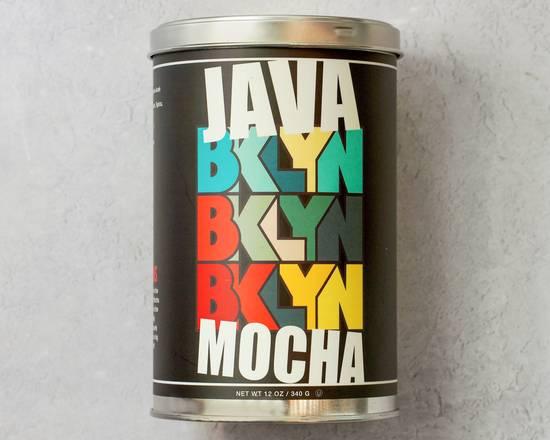 JAVA
BKLYN
BKLYN
BKLYN
MOCHA
NET WT 12 OZ / 340 G